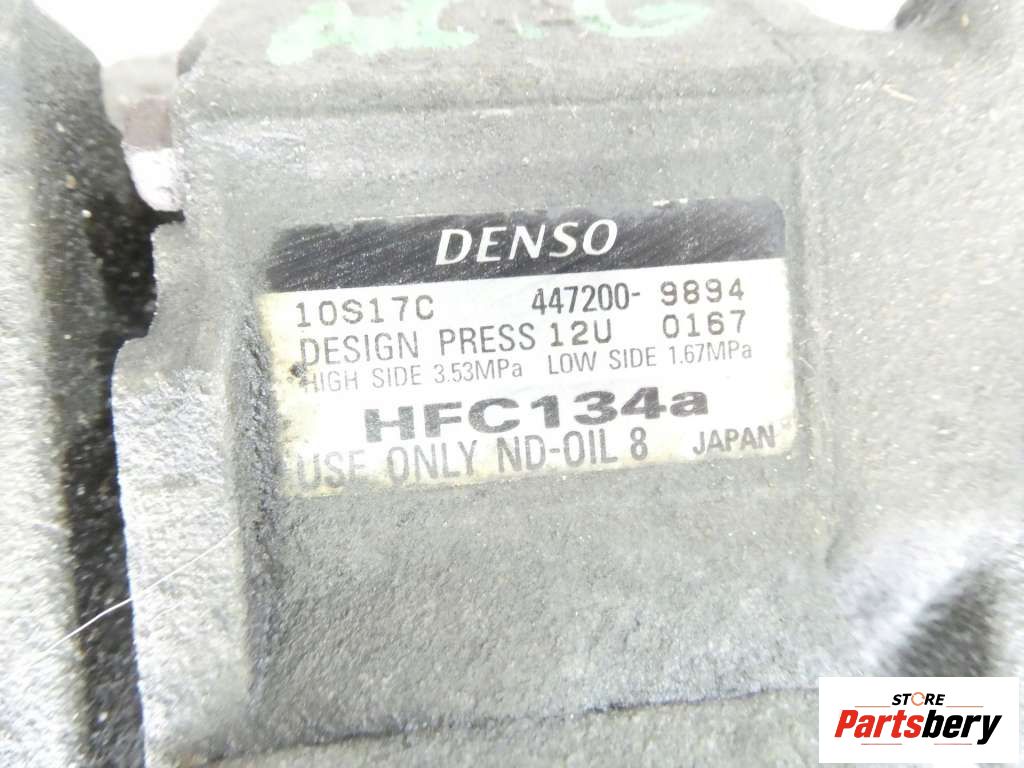 DENSO
10S17C 447200- 9894
DESIGN PRESS 12U 0167
HIGH SIDE 3.53MPa LOW SIDE 1.67MPa
HFC134a
USE ONLY ND-OIL 8 JAPAN
STORE
Partsbery